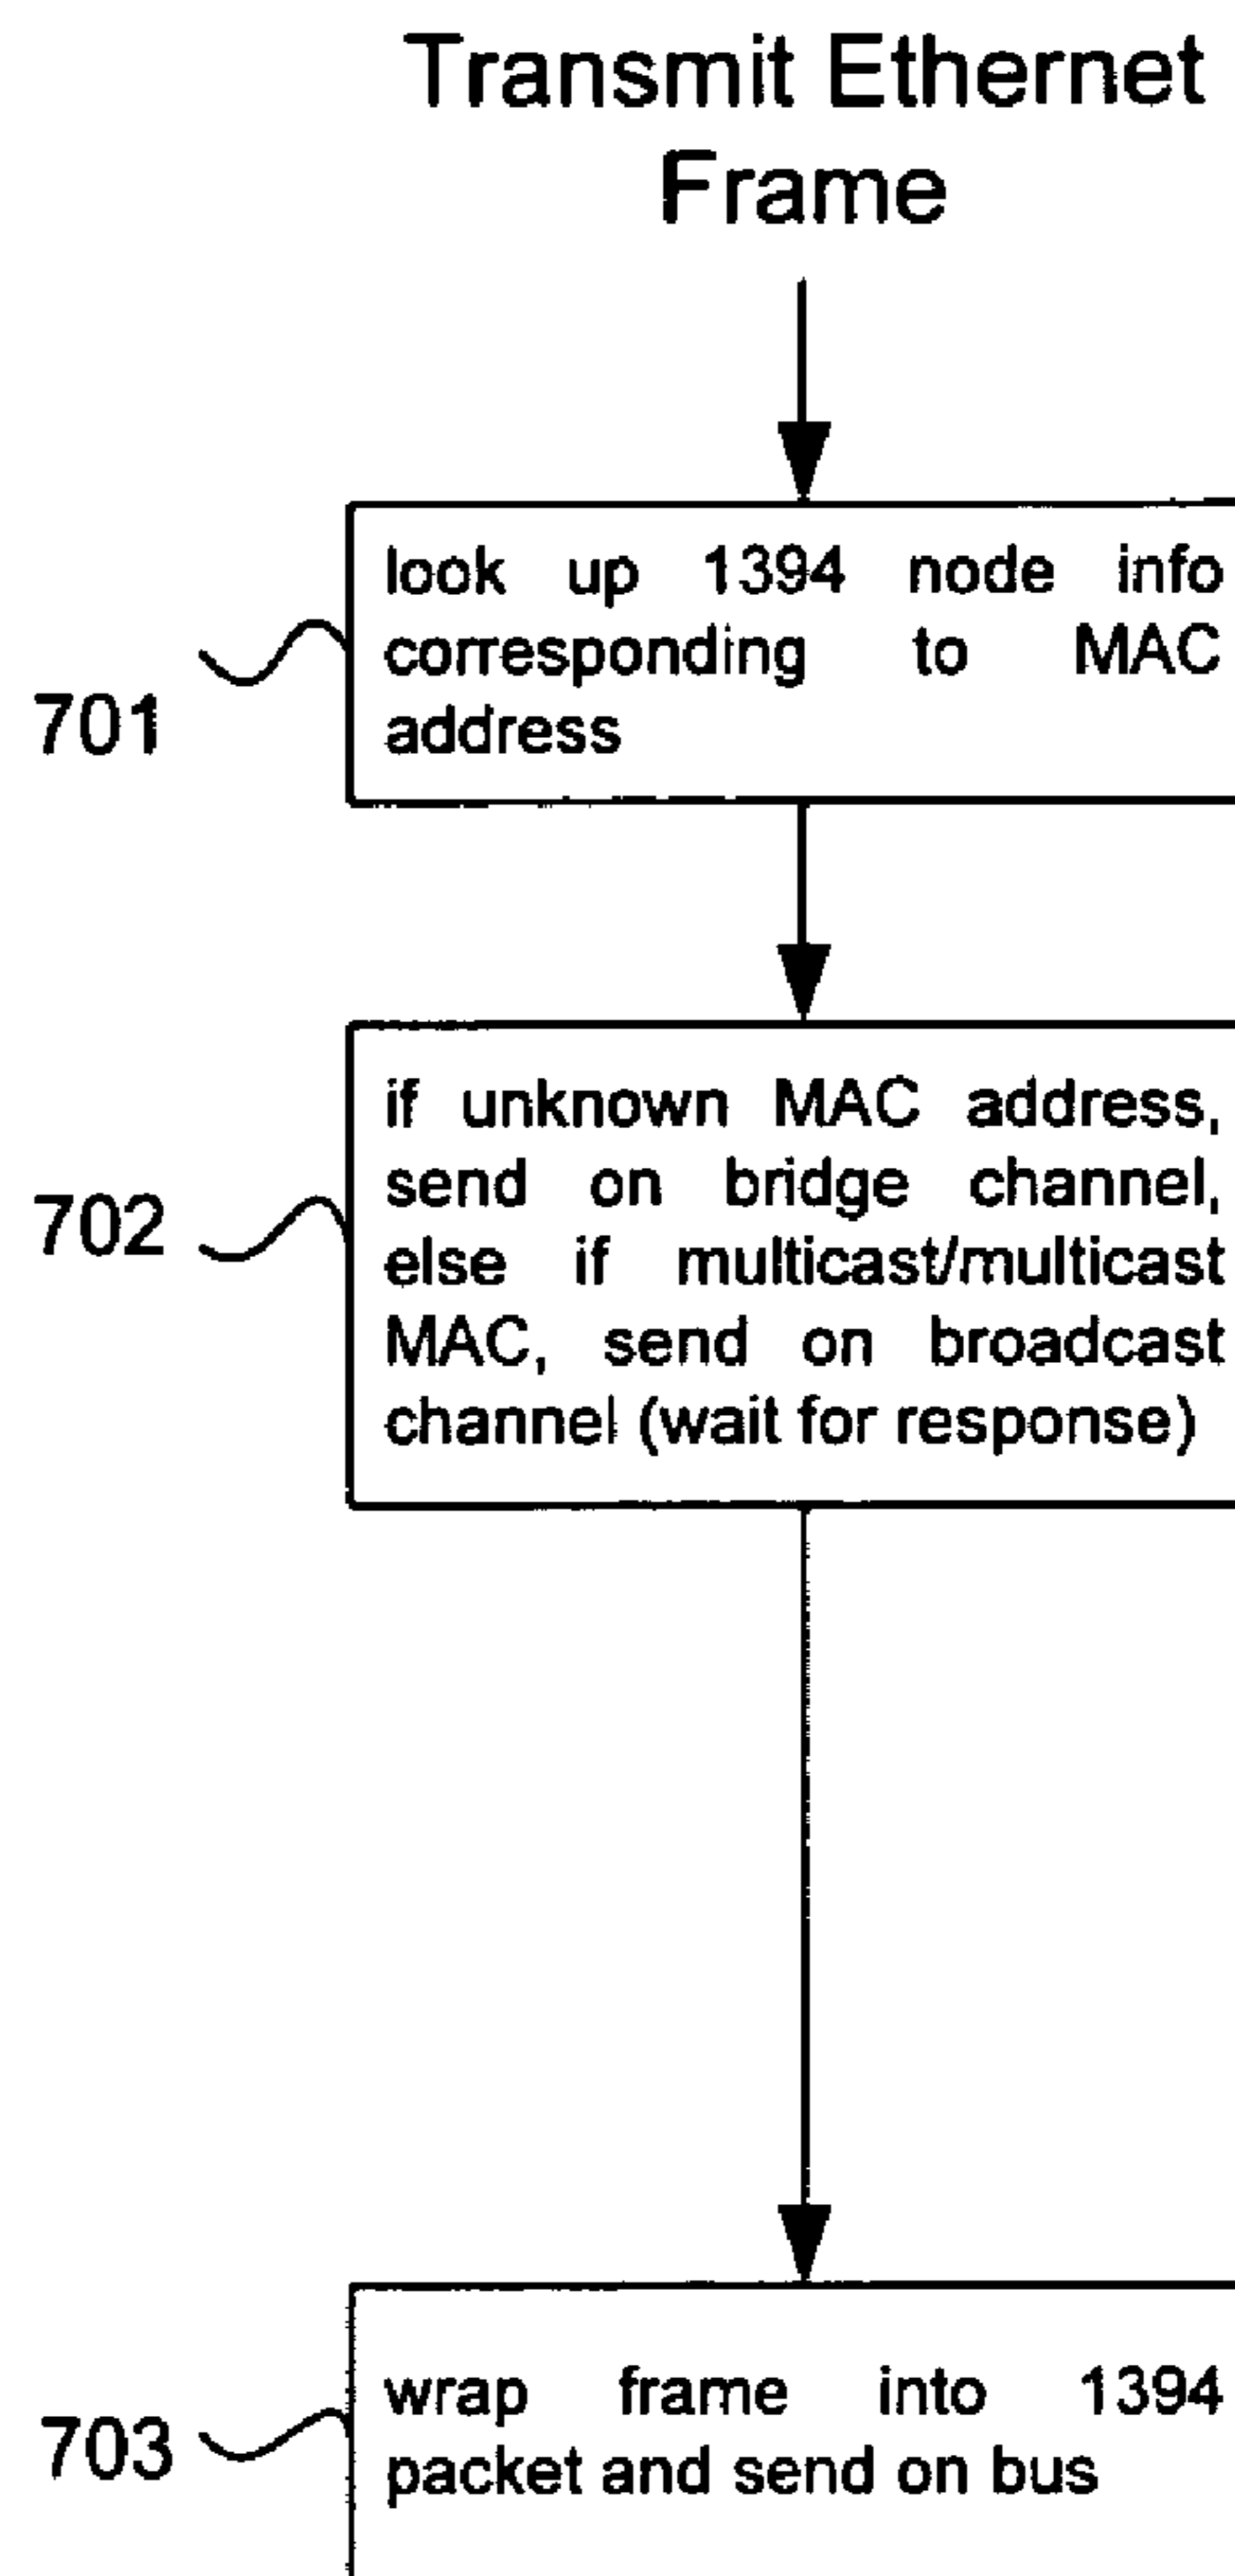 Transmit Ethernet
Frame
look up 1394 node info
corresponding to MAC
address
701
if unknown MAC address,
send on bridge channel,
else if multicast/multicast
MAC, send on broadcast
channel (wait for response)
702
wrap frame into 1394
packet and send on bus
703